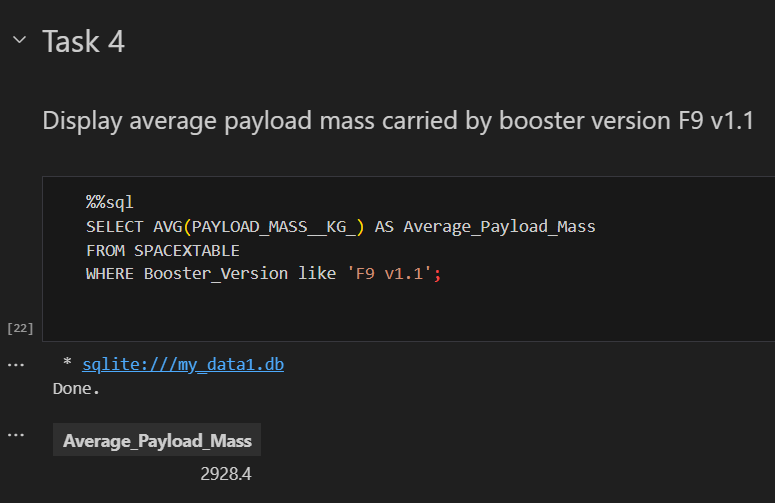 Task 4
Display average payload mass carried by booster version F9 v1.1
%%sql
SELECT AVG(PAYLOAD_MASS__KG_) AS Average_Payload_Mass
FROM SPACEXTABLE
WHERE Booster_Version like 'F9 v1.1';
[22]
* sqlite:///my_data1.db
Done.
Average_Payload_Mass
2928.4